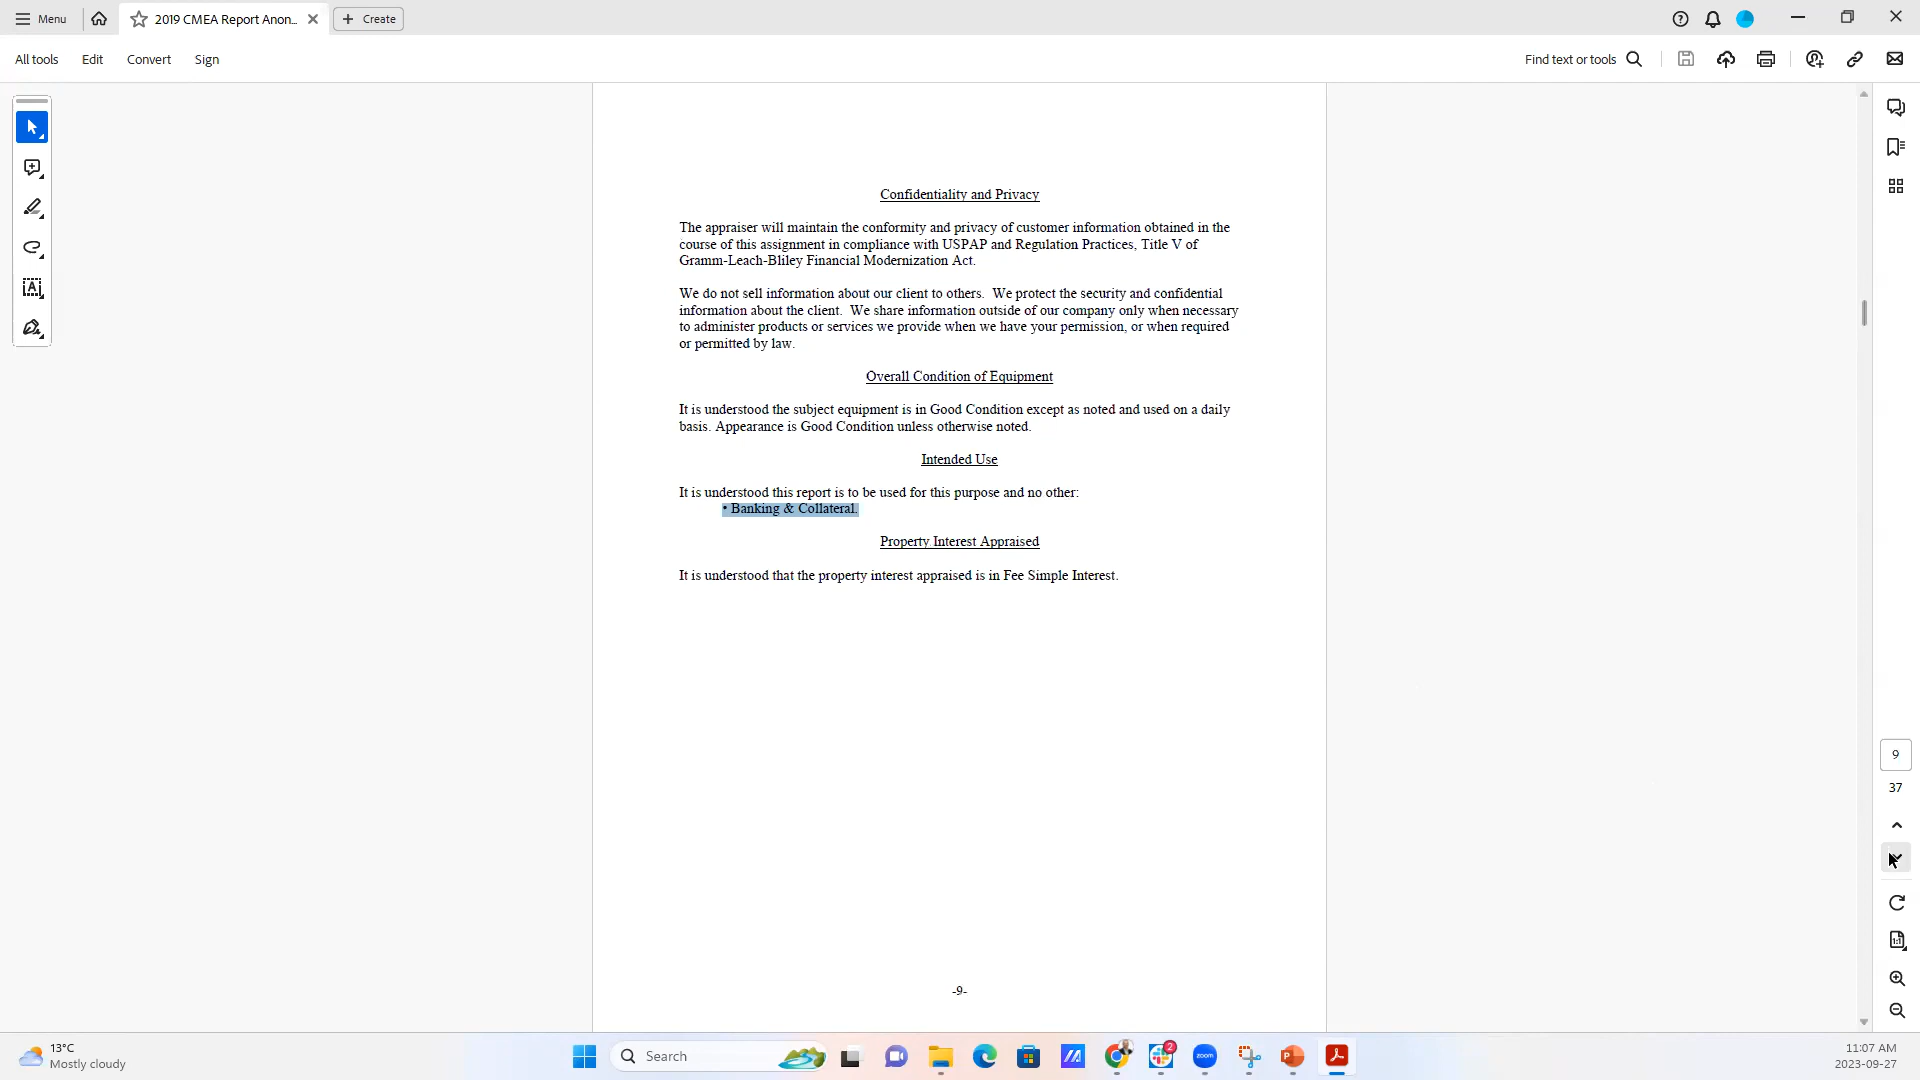 Menu
2019 CMEA Report Anon...
Create
All tools
Edit
Convert
Sign
Find text or tools
Confidentiality and Privacy
The appraiser will maintain the conformity and privacy of customer information obtained in the
course of this assignment in compliance with USPAP and Regulation Practices, Title V of
Gramm-Leach-Bliley Financial Modernization Act.
We do not sell information about our client to others.  We protect the security and confidential
information about the client.  We share information outside of our company only when necessary
to administer products or services we provide when we have your permission, or when required
or permitted by law.
Overall Condition of Equipment
It is understood the subject equipment is in Good Condition except as noted and used on a daily
basis. Appearance is Good Condition unless otherwise noted.
Intended Use
It is understood this report is to be used for this purpose and no other:
• Banking & Collateral.
Property Interest Appraised
It is understood that the property interest appraised is in Fee Simple Interest.
-9-
9
37
13°C
Mostly cloudy
Search
2
zoom
11:07 AM
2023-09-27